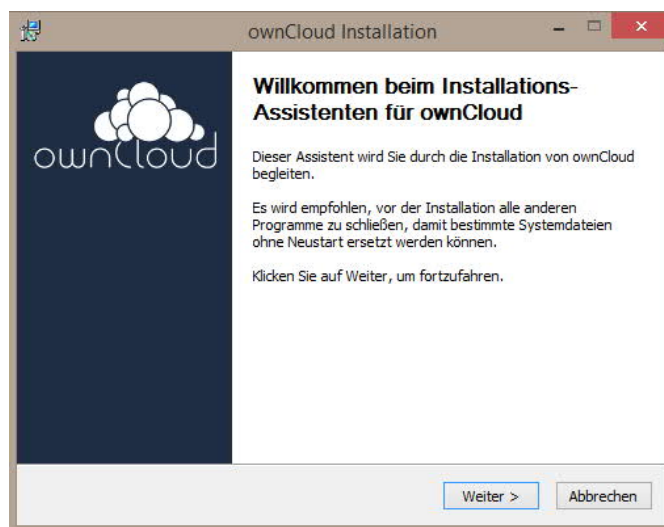 ownCloud Installation
ownCloud
Willkommen beim Installations-
Assistenten für ownCloud
Dieser Assistent wird Sie durch die Installation von ownCloud
begleiten.
Es wird empfohlen, vor der Installation alle anderen
Programme zu schließen, damit bestimmte Systemdateien
ohne Neustart ersetzt werden können.
Klicken Sie auf Weiter, um fortzufahren.
Weiter >
Abbrechen